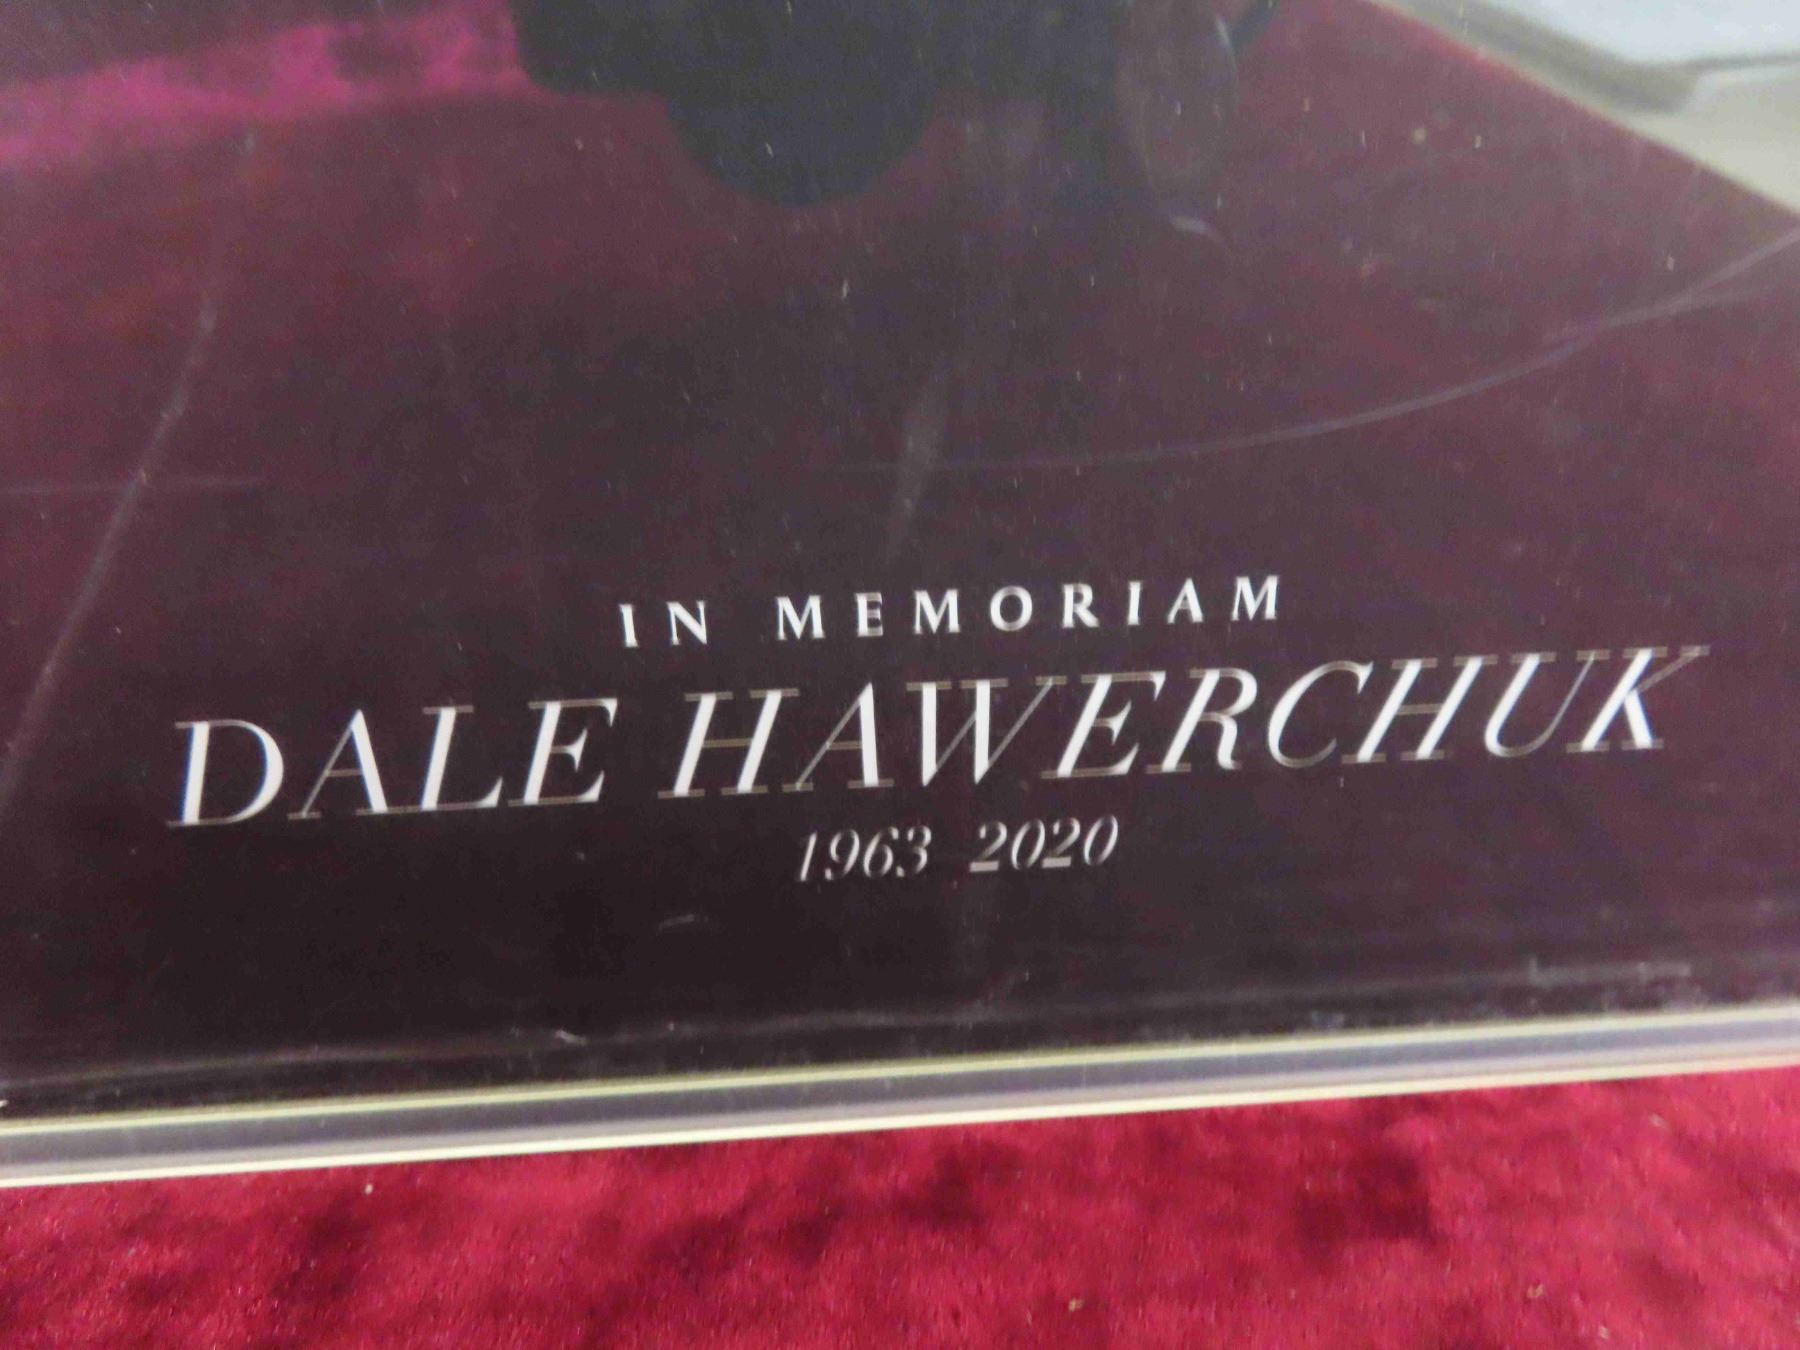 IN MEMORIAM
DALE HAWERCHUK
1963 2020